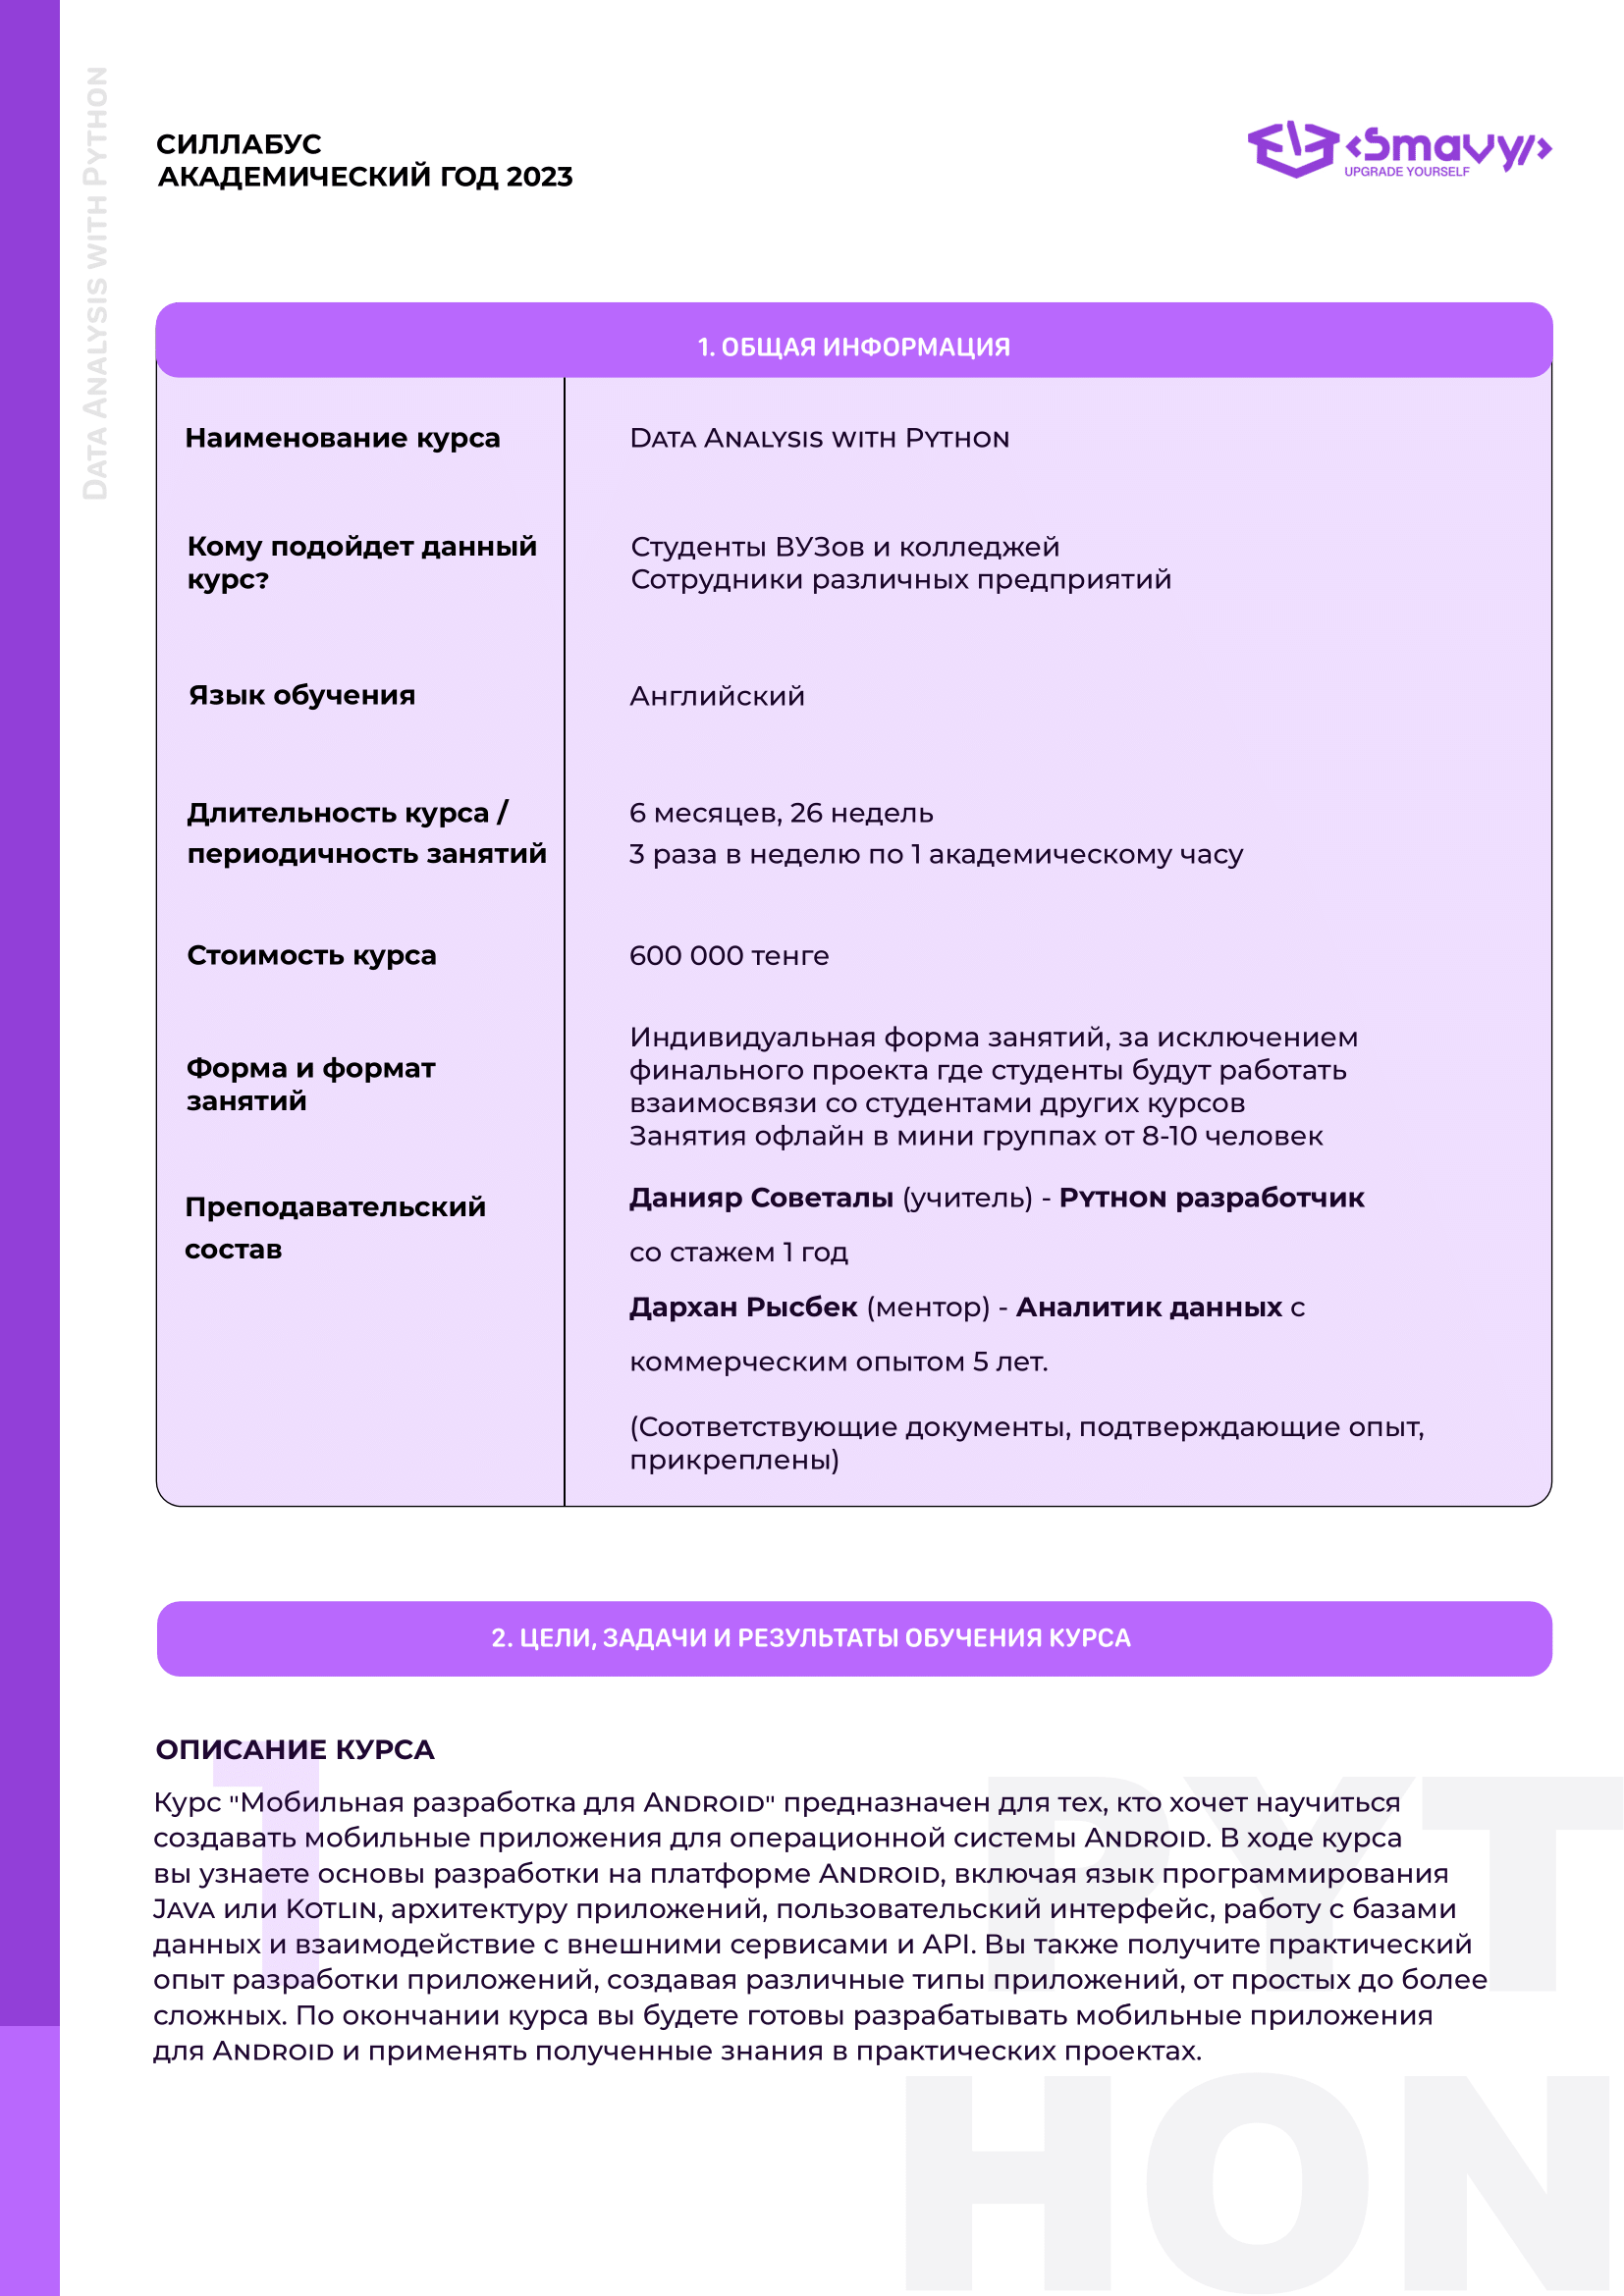 Data Analysis with Python
СИЛЛАБУС
АКАДЕМИЧЕСКИЙ ГОД 2023
<Smavy/>
UPGRADE YOURSELF
1. ОБЩАЯ ИНФОРМАЦИЯ
Наименование курса
Data Analysis with Python
Кому подойдет данный
курс?
Студенты ВУЗов и колледжей
Сотрудники различных предприятий
Язык обучения
Английский
Длительность курса /
периодичность занятий
6 месяцев, 26 недель
3 раза в неделю по 1 академическому часу
Стоимость курса
600 000 тенге
Форма и формат
занятий
Индивидуальная форма занятий, за исключением
финального проекта где студенты будут работать
взаимосвязи со студентами других курсов
Занятия офлайн в мини группах от 8-10 человек
Преподавательский
состав
Данияр Советалы (учитель) - Python разработчик
со стажем 1 год
Дархан Рысбек (ментор) - Аналитик данных с
коммерческим опытом 5 лет.
(Соответствующие документы, подтверждающие опыт,
прикреплены)
2. ЦЕЛИ, ЗАДАЧИ И РЕЗУЛЬТАТЫ ОБУЧЕНИЯ КУРСА
ОПИСАНИЕ КУРСА
Курс "Мобильная разработка для Android" предназначен для тех, кто хочет научиться
создавать мобильные приложения для операционной системы Android. В ходе курса
вы узнаете основы разработки на платформе Android, включая язык программирования
Java или Kotlin, архитектуру приложений, пользовательский интерфейс, работу с базами
данных и взаимодействие с внешними сервисами и API. Вы также получите практический
опыт разработки приложений, создавая различные типы приложений, от простых до более
сложных. По окончании курса вы будете готовы разрабатывать мобильные приложения
для Android и применять полученные знания в практических проектах.
1
PYT
HON